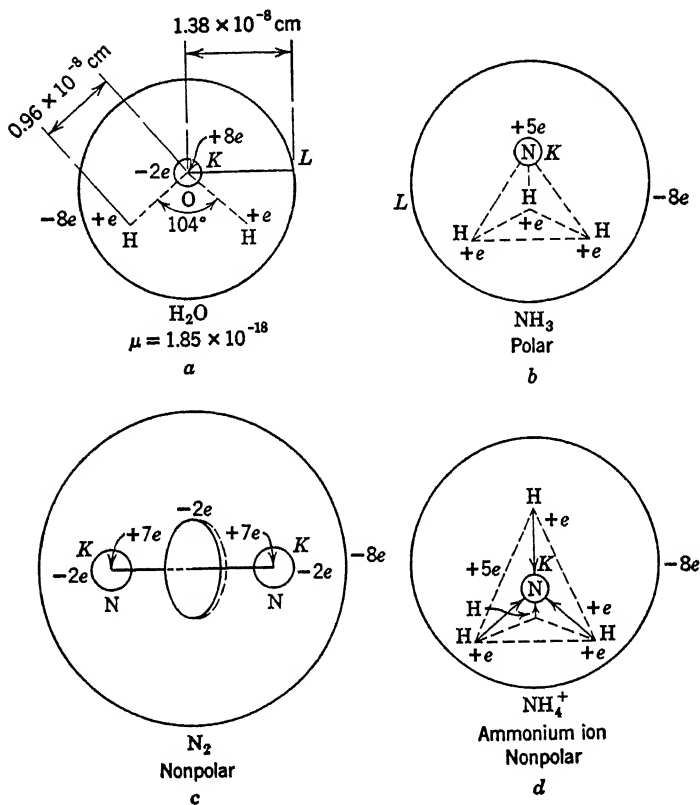 1.38 × 10⁻⁸ cm
0.96 × 10⁻⁸ cm
+8e
K
L
-2e
O
-8e
+e
H
104°
+e
H
H₂O
μ = 1.85 × 10⁻¹⁸
a
+5e
N K
H
L
-8e
H
+e
H
+e
+e
NH₃
Polar
b
-2e
+7e
+7e
K
K
-8e
-2e
-2e
N
N
N₂
Nonpolar
c
H
+e
+5e
K
-8e
N
H
+e
H
H
+e
+e
NH₄⁺
Ammonium ion
Nonpolar
d